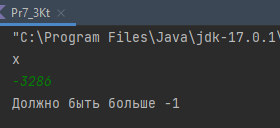 Pr7_3Kt
"C:\Program Files\Java\jdk-17.0.1\
x
-3286
Должно быть больше -1